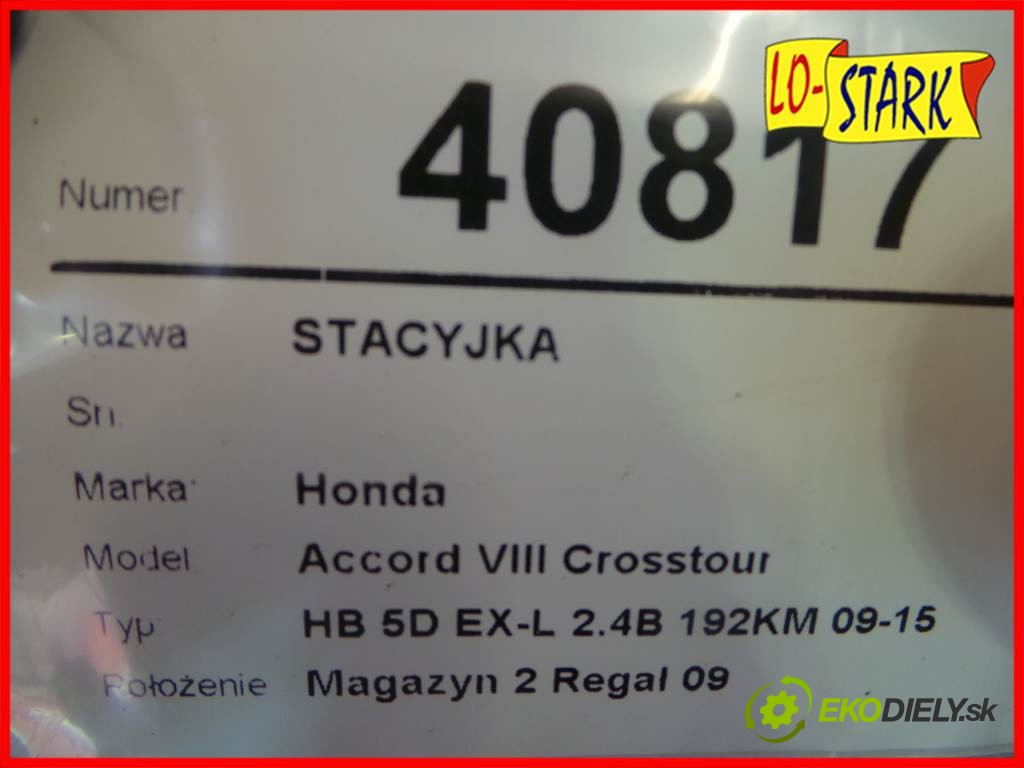 LO-STARK
Numer 40817
Nazwa STACYJKA
Sn.
Marka Honda
Model Accord VIII Crosstour
Typ HB 5D EX-L 2.4B 192KM 09-15
Położenie Magazyn 2 Regał 09
EKODIELY.sk